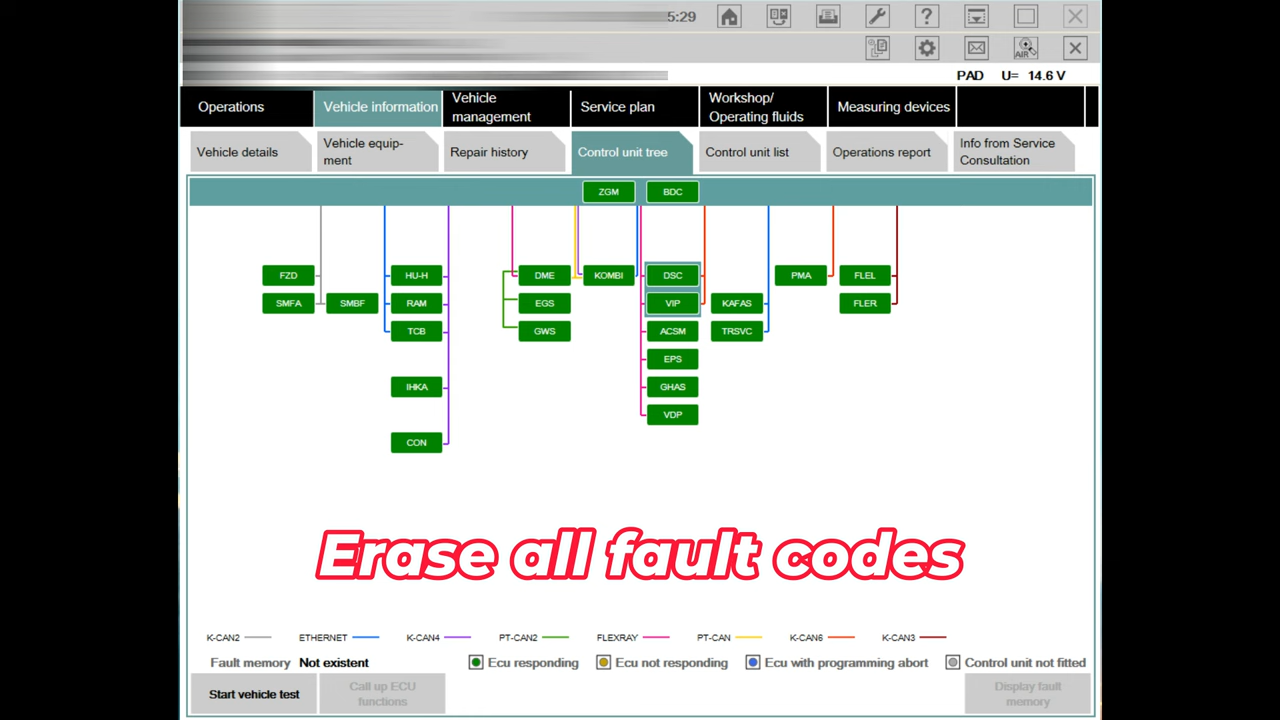 5:29
?
AIR
PAD U= 14.6 V
Operations
Vehicle information
Vehicle
management
Service plan
Workshop/
Operating fluids
Measuring devices
Vehicle details
Vehicle equip-
ment
Repair history
Control unit tree
Control unit list
Operations report
Info from Service
Consultation
ZGM BDC
FZD HU-H DME KOMBI DSC PMA FLEL
SMFA SMBF RAM EGS VIP KAFAS FLER
TCB GWS ACSM TRSVC
EPS
IHKA GHAS
VDP
CON
Erase all fault codes
K-CAN2 ETHERNET K-CAN4 PT-CAN2 FLEXRAY PT-CAN K-CAN6 K-CAN3
Fault memory Not existent Ecu responding Ecu not responding Ecu with programming abort Control unit not fitted
Start vehicle test
Call up ECU
functions
Display fault
memory